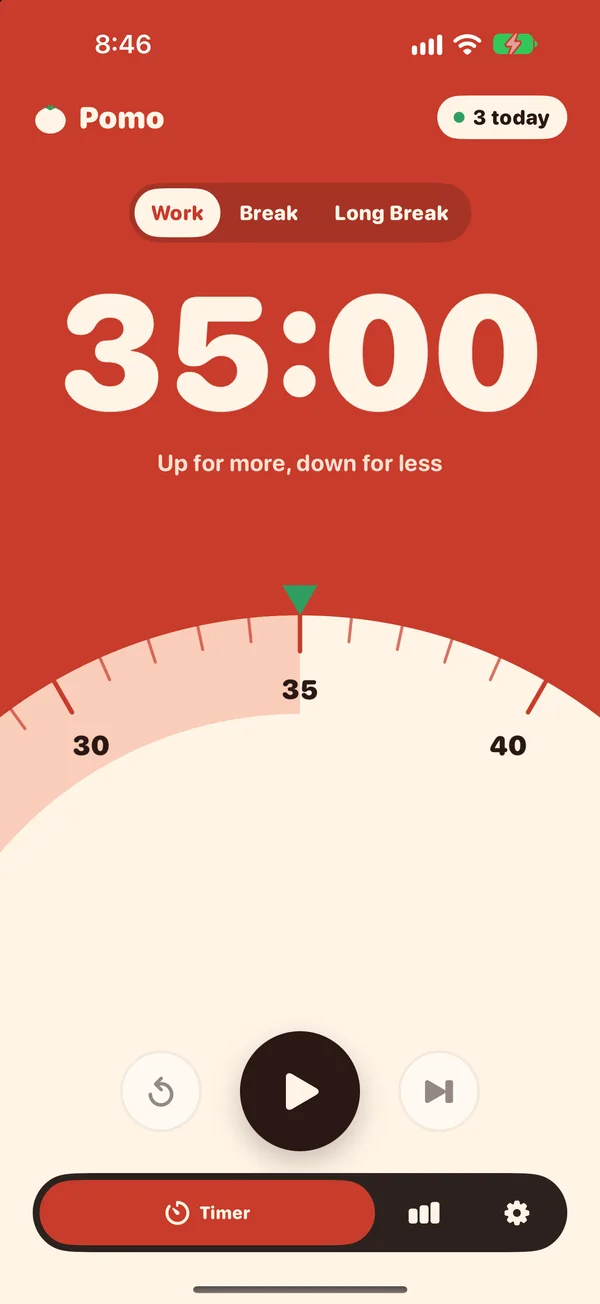 8:46
Pomo
3 today
Work Break Long Break
35:00
Up for more, down for less
35
30 40
Timer